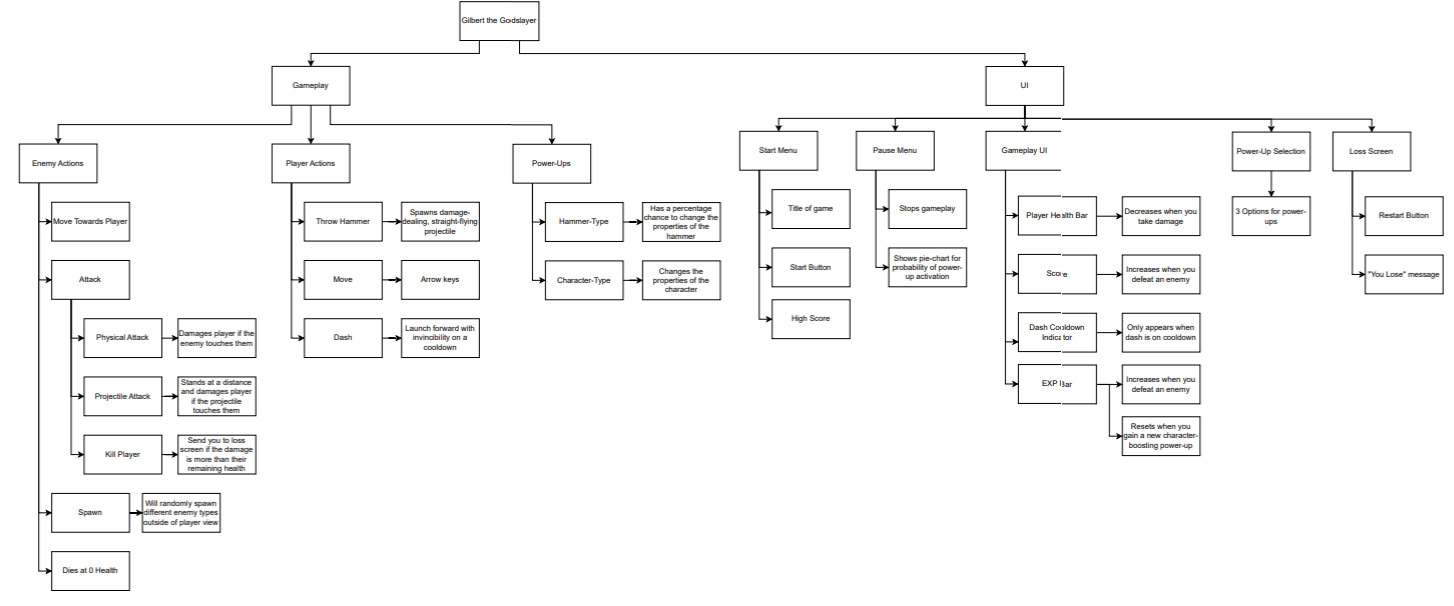 Gilbert the Godslayer
Gameplay
UI
Enemy Actions
Player Actions
Power-Ups
Start Menu
Pause Menu
Gameplay UI
Power-Up Selection
Loss Screen
Move Towards Player
Attack
Physical Attack
Damages player if the
enemy touches them
Projectile Attack
Stands at a distance
and damages player
if the projectile
touches them
Kill Player
Send you to loss
screen if the damage
is more than their
remaining health
Spawn
Will randomly spawn
different enemy types
outside of player view
Dies at 0 Health
Throw Hammer
Spawns damage-
dealing, straight-flying
projectile
Move
Arrow keys
Dash
Launch forward with
invincibility on a
cooldown
Hammer-Type
Has a percentage
chance to change the
properties of the
hammer
Character-Type
Changes the
properties of the
character
Title of game
Start Button
High Score
Stops gameplay
Shows pie-chart for
probability of power-
up activation
Player Health Bar
Decreases when you
take damage
Score
Increases when you
defeat an enemy
Dash Cooldown
Indicator
Only appears when
dash is on cooldown
EXP Bar
Increases when you
defeat an enemy
Resets when you
gain a new character-
boosting power-up
3 Options for power-
ups
Restart Button
"You Lose" message